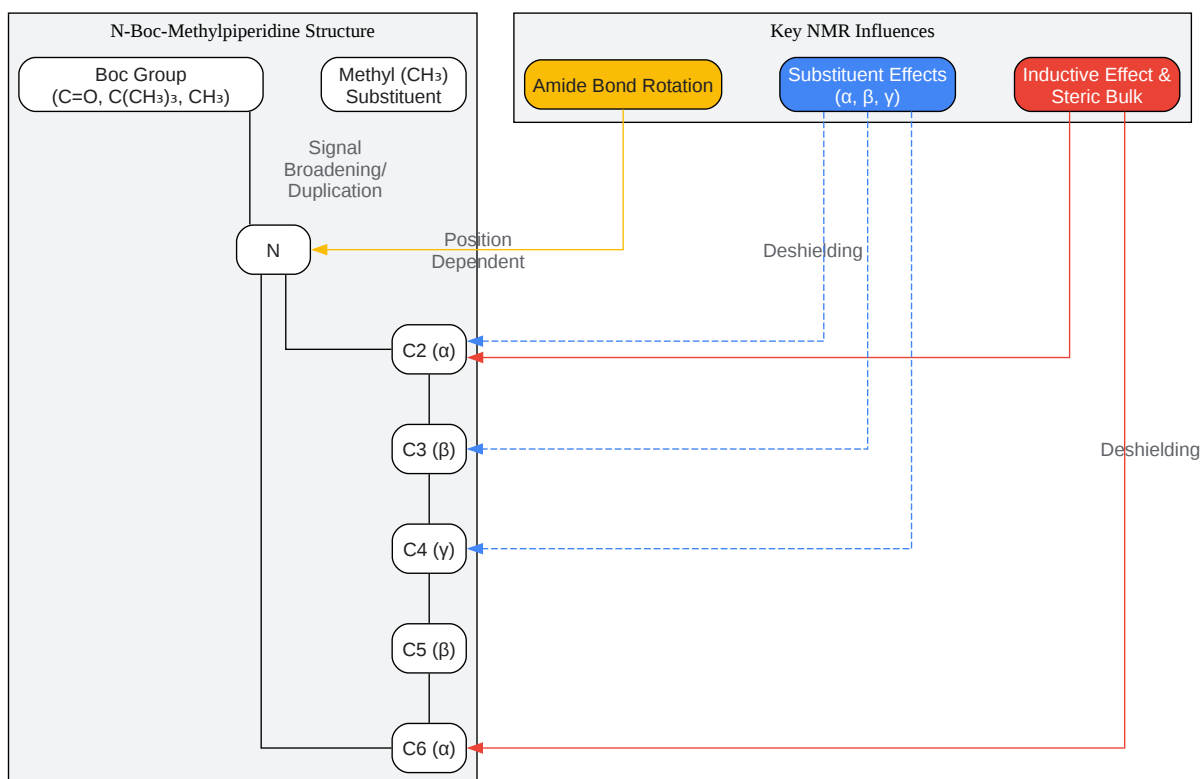 N-Boc-Methylpiperidine Structure
Key NMR Influences
Boc Group
(C=O, C(CH₃)₃, CH₃)
Methyl (CH₃)
Substituent
Amide Bond Rotation
Substituent Effects
(α, β, γ)
Inductive Effect &
Steric Bulk
Signal
Broadening/
Duplication
N
Position
Dependent
Deshielding
C2 (α)
C3 (β)
Deshielding
C4 (γ)
C5 (β)
C6 (α)